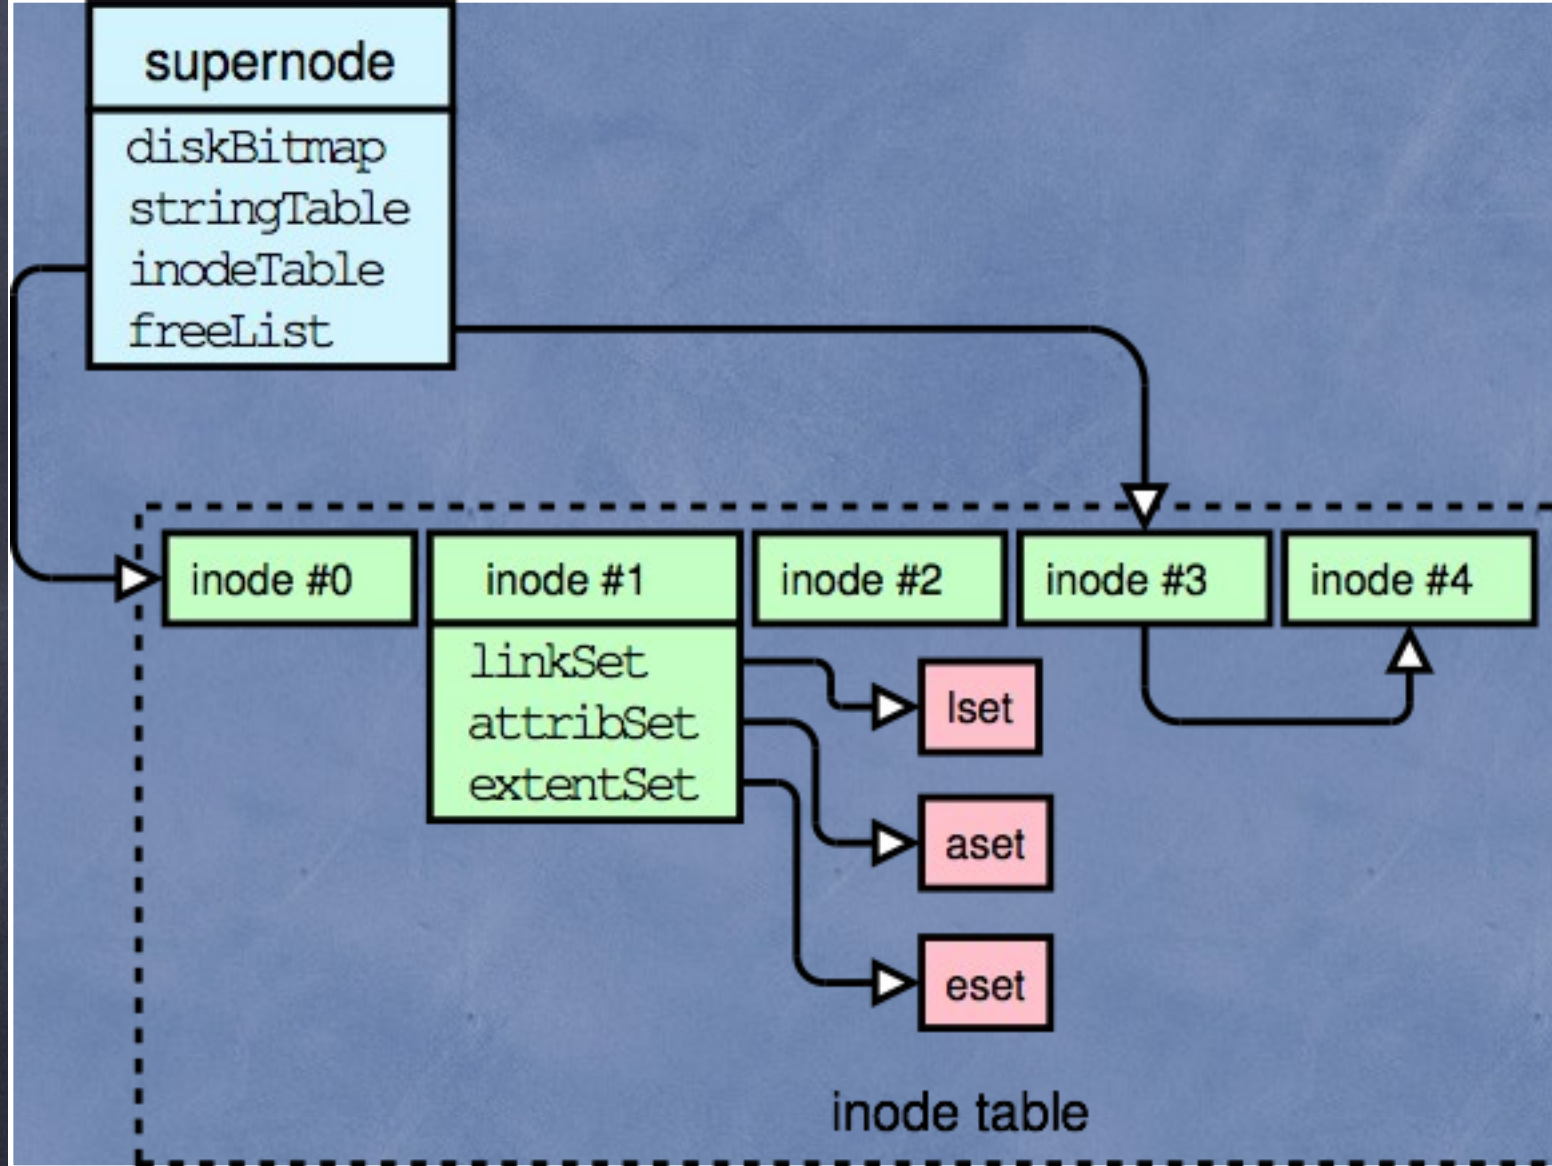 supernode
diskBitmap
stringTable
inodeTable
freeList
inode #0
inode #1
inode #2
inode #3
inode #4
linkSet
attribSet
extentSet
lset
aset
eset
inode table